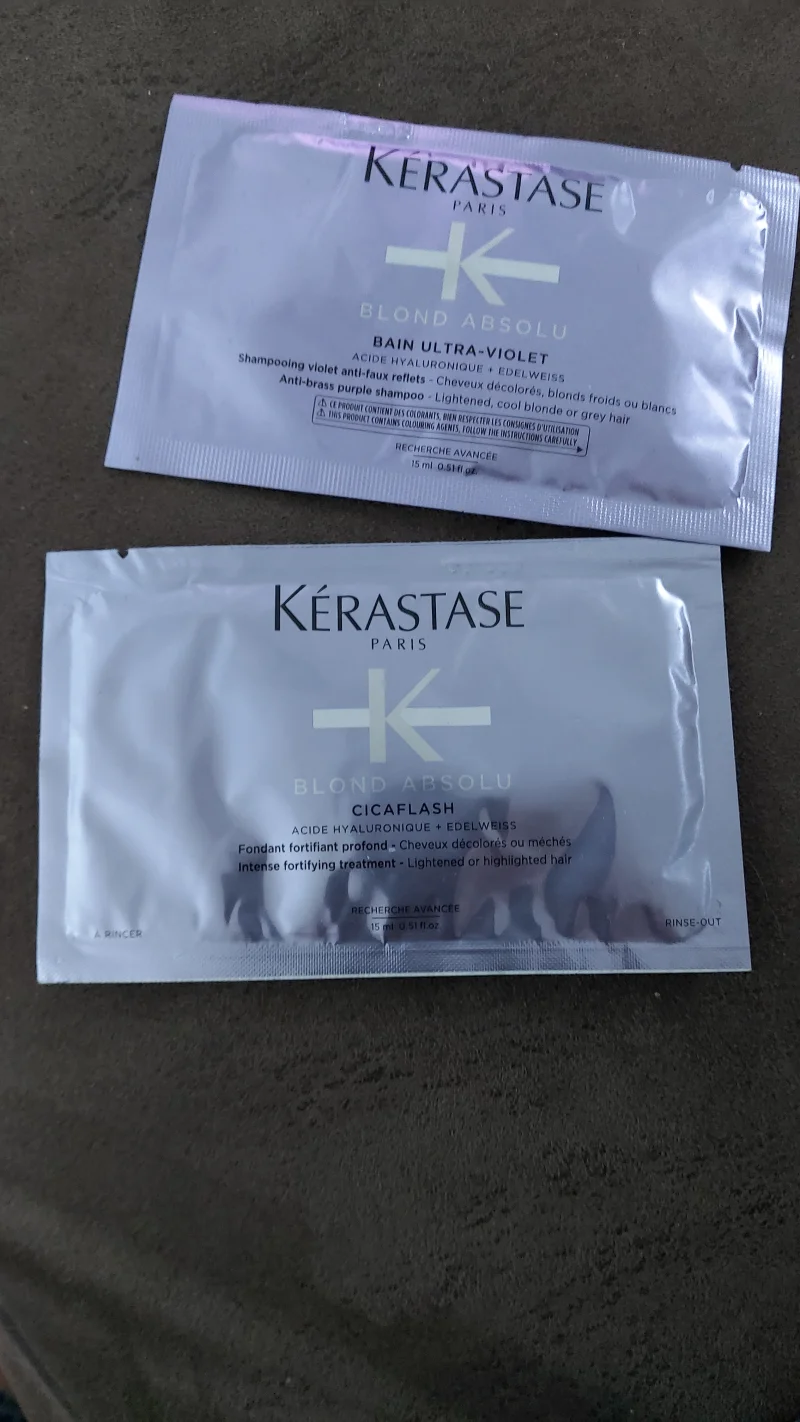 KÉRASTASE
PARIS
BLOND ABSOLU
BAIN ULTRA-VIOLET
ACIDE HYALURONIQUE + EDELWEISS
Shampooing violet anti-faux reflets - Cheveux décolorés, blonds froids ou blancs
Anti-brass purple shampoo - Lightened, cool blonde or grey hair
⚠ CE PRODUIT CONTIENT DES COLORANTS, BIEN RESPECTER LES CONSIGNES D'UTILISATION
⚠ THIS PRODUCT CONTAINS COLOURING AGENTS, FOLLOW THE INSTRUCTIONS CAREFULLY
RECHERCHE AVANCÉE
15 ml 0.51 fl oz.
KÉRASTASE
PARIS
BLOND ABSOLU
CICAFLASH
ACIDE HYALURONIQUE + EDELWEISS
Fondant fortifiant profond - Cheveux décolorés ou méchés
Intense fortifying treatment - Lightened or highlighted hair
RECHERCHE AVANCÉE
15 ml 0.51 fl oz.
À RINCER
RINSE-OUT